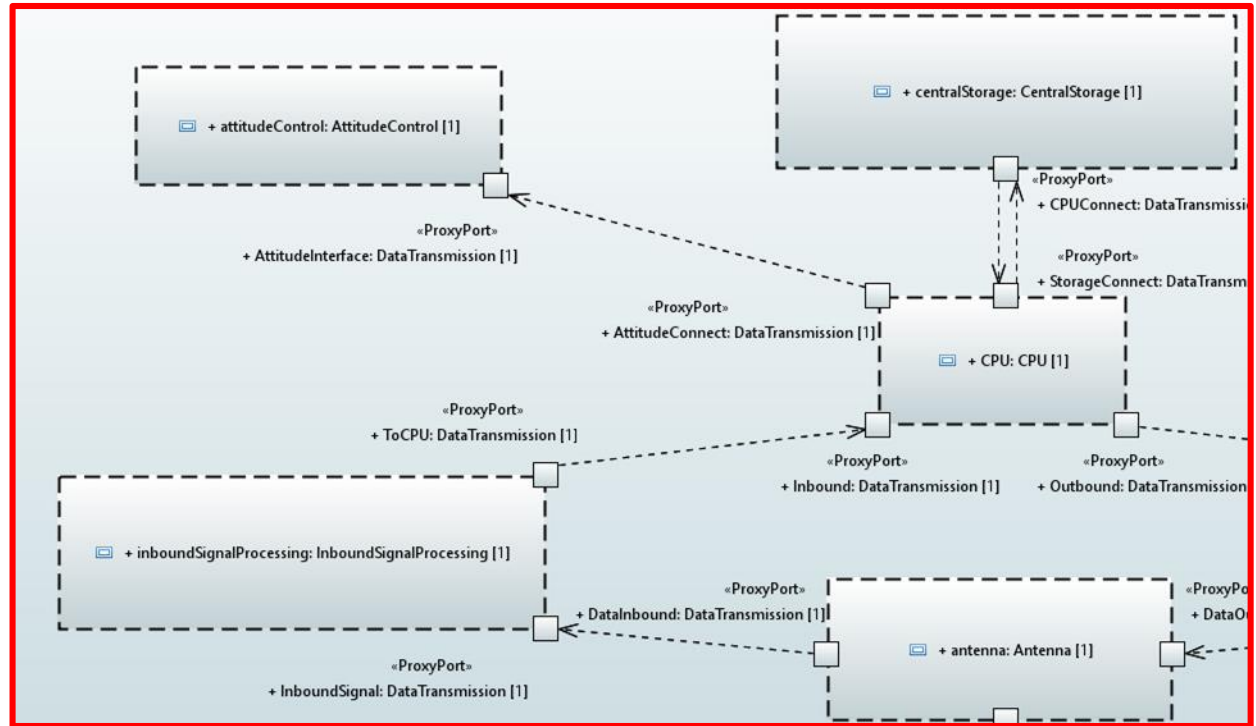 + centralStorage: CentralStorage [1]
+ attitudeControl: AttitudeControl [1]
«ProxyPort»
+ CPUConnect: DataTransmissi
«ProxyPort»
+ AttitudeInterface: DataTransmission [1]
«ProxyPort»
+ StorageConnect: DataTransm
«ProxyPort»
+ AttitudeConnect: DataTransmission [1]
+ CPU: CPU [1]
«ProxyPort»
+ ToCPU: DataTransmission [1]
«ProxyPort»
+ Inbound: DataTransmission [1]
«ProxyPort»
+ Outbound: DataTransmission
+ inboundSignalProcessing: InboundSignalProcessing [1]
«ProxyPort»
+ DataInbound: DataTransmission [1]
«ProxyPo
+ DataOu
+ antenna: Antenna [1]
«ProxyPort»
+ InboundSignal: DataTransmission [1]